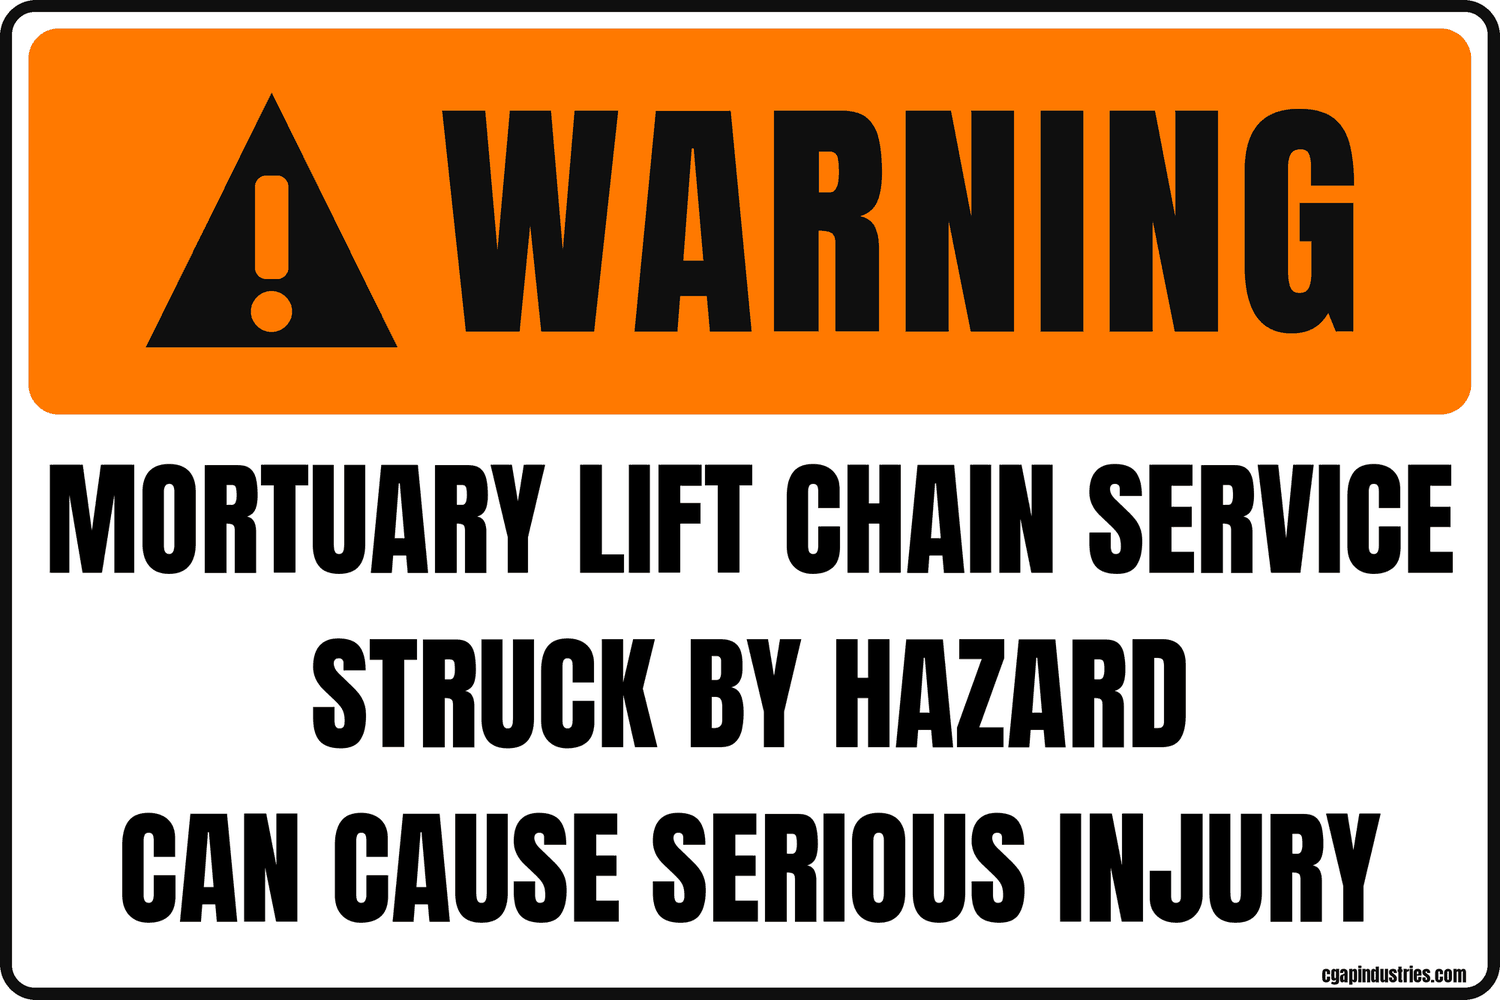 WARNING
MORTUARY LIFT CHAIN SERVICE
STRUCK BY HAZARD
CAN CAUSE SERIOUS INJURY
cgapindustries.com